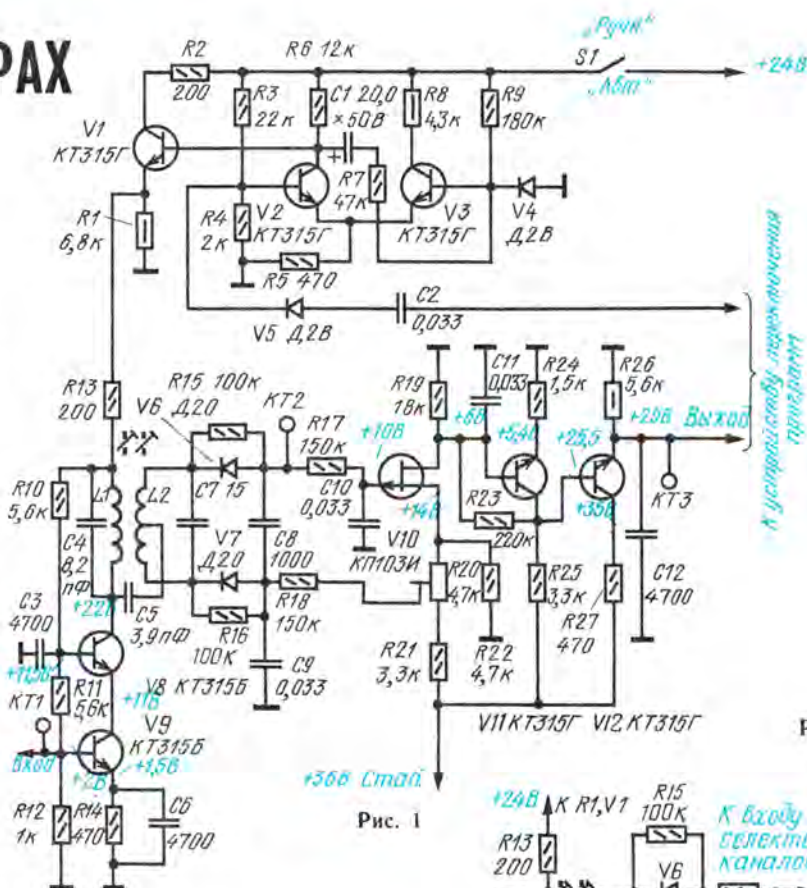 РАХ
R2
200
R6 12к
„Ручн."
S1
„Авт."
+24В
R3
22к
C1 20,0
×50В
R8
4,3к
R9
180к
V1
КТ315Г
R7
47к
R1
6,8к
R4
2к
V2
КТ315Г
V3
КТ315Г
V4
Д2В
R5 470
C2
0,033
V5 Д2В
К устройству переключения
программ
R13
200
R15 100к
V6
Д20
КТ2
R17
150к
R19
18к
C11
0,033
R24
1,5к
R26
5,6к
+6В
+29В
Выход
+10В
+5,4В
+25,5
R10
5,6к
L1
L2
C7 15
C10
0,033
+14В
R23
220к
+35В
КТ3
C4
8,2
пФ
V7
Д20
C8
1000
V10
КП103И
R20
4,7к
R25
3,3к
C12
4700
C3
4700
+22В
C5
3,9пФ
R18
150к
R27
470
R16
100К
R21
3,3к
R22
4,7к
+11,5В
R11
5,6к
V8 КТ315Б
C9
0,033
КТ1
+11В
V9
КТ315Б
V11 КТ315Г
V12 КТ315Г
Вход
+2В
+1,5В
+36В Стаб.
R12
1к
R14
470
C6
4700
Рис. 1
Р
+24В
К R1,V1
R15
100к
К входу
R13
200
V6